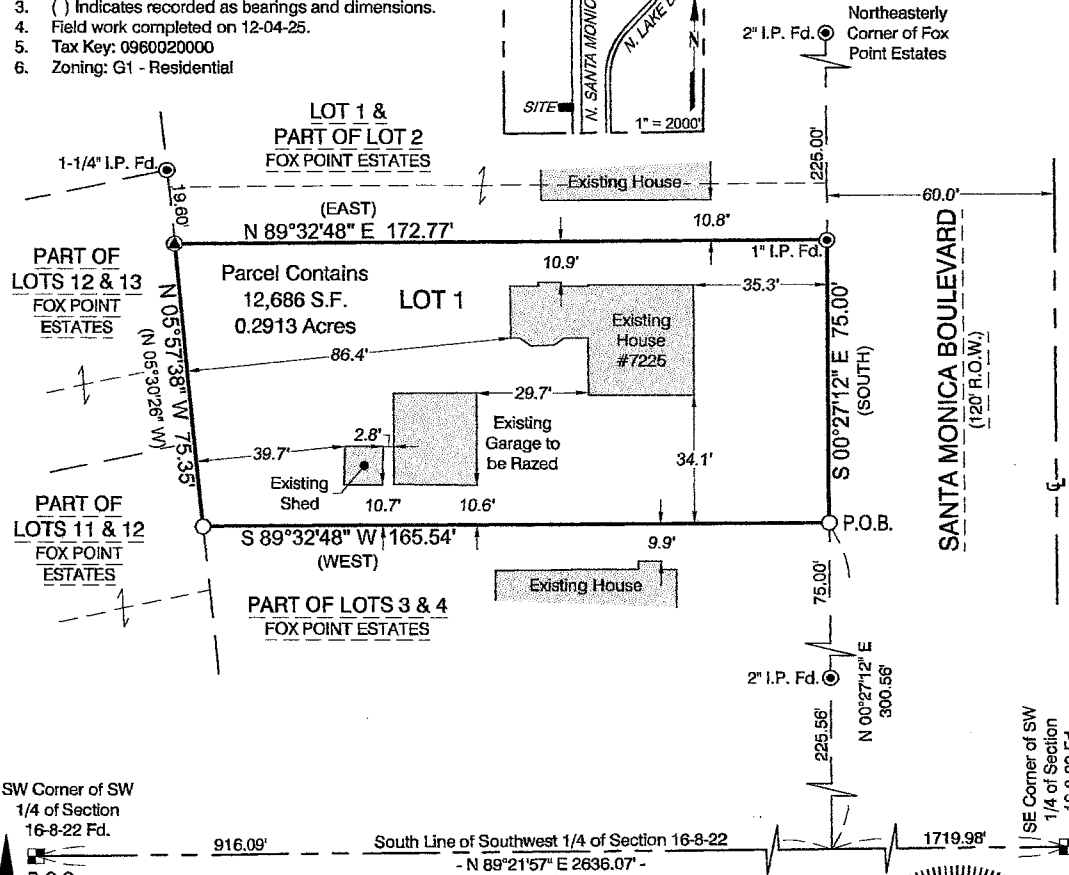 3. ( ) Indicates recorded as bearings and dimensions.
4. Field work completed on 12-04-25.
5. Tax Key: 0960020000
6. Zoning: G1 - Residential
N. SANTA MONIC
N. LAKE
N
SITE
1" = 2000'
2" I.P. Fd.
Northeasterly
Corner of Fox
Point Estates
LOT 1 &
PART OF LOT 2
FOX POINT ESTATES
1-1/4" I.P. Fd.
19.60'
Existing House
225.00'
60.0'
(EAST)
N 89°32'48" E 172.77'
10.8'
1" I.P. Fd.
PART OF
LOTS 12 & 13
FOX POINT
ESTATES
Parcel Contains
12,686 S.F.
0.2913 Acres
LOT 1
10.9'
35.3'
Existing
House
#7225
N 05°57'38" W 75.35'
(N 05°30'26" W)
86.4'
S 00°27'12" E 75.00'
(SOUTH)
SANTA MONICA BOULEVARD
(120' R.O.W.)
29.7'
2.8'
39.7'
Existing
Garage to
be Razed
34.1'
Existing
Shed
10.7'
10.6'
PART OF
LOTS 11 & 12
FOX POINT
ESTATES
S 89°32'48" W 165.54'
(WEST)
9.9'
P.O.B.
Existing House
75.00'
PART OF LOTS 3 & 4
FOX POINT ESTATES
2" I.P. Fd.
N 00°27'12" E
300.56'
225.56'
SW Corner of SW
1/4 of Section
16-8-22 Fd.
SE Corner of SW
1/4 of Section
916.09'
South Line of Southwest 1/4 of Section 16-8-22
1719.98'
- N 89°21'57" E 2636.07' -